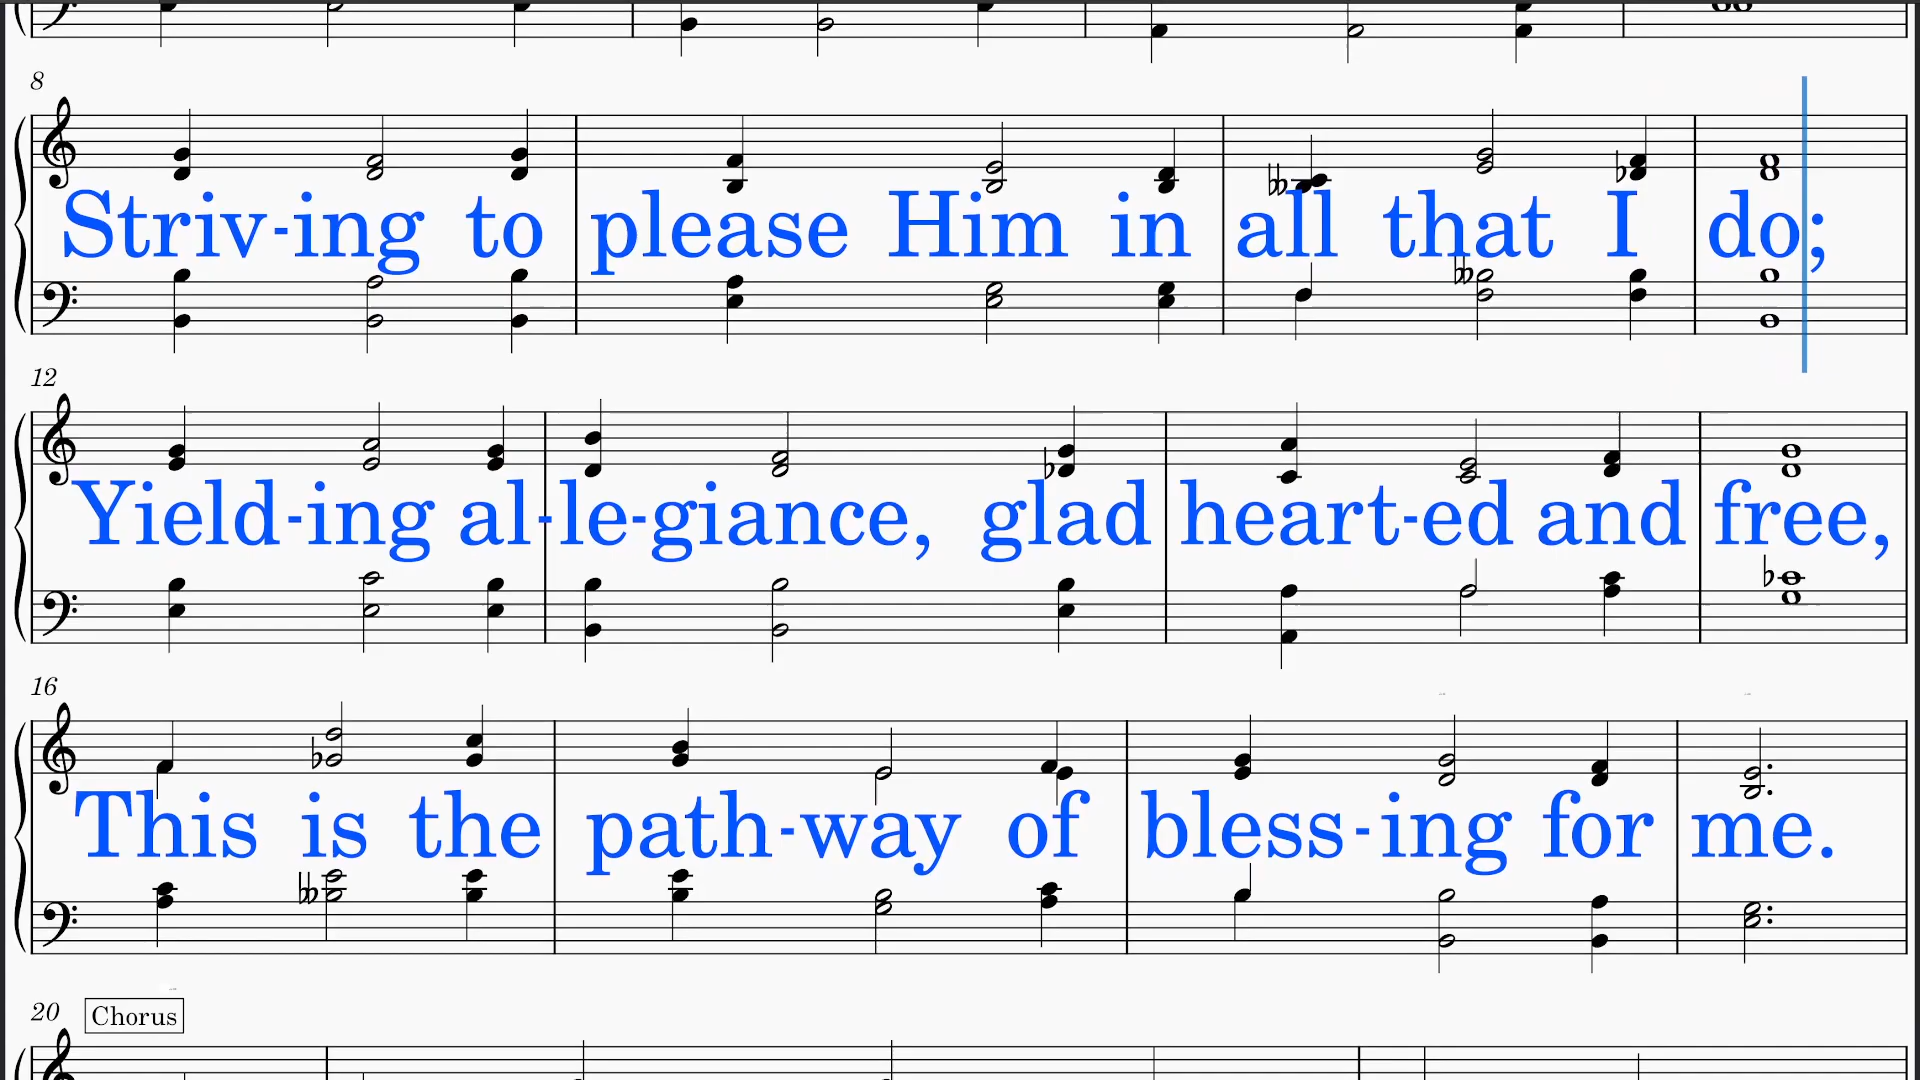 8
Striv-ing to please Him in all that I do;
12
Yield-ing al-le-giance, glad heart-ed and free,
16
This is the path-way of bless-ing for me.
20 Chorus